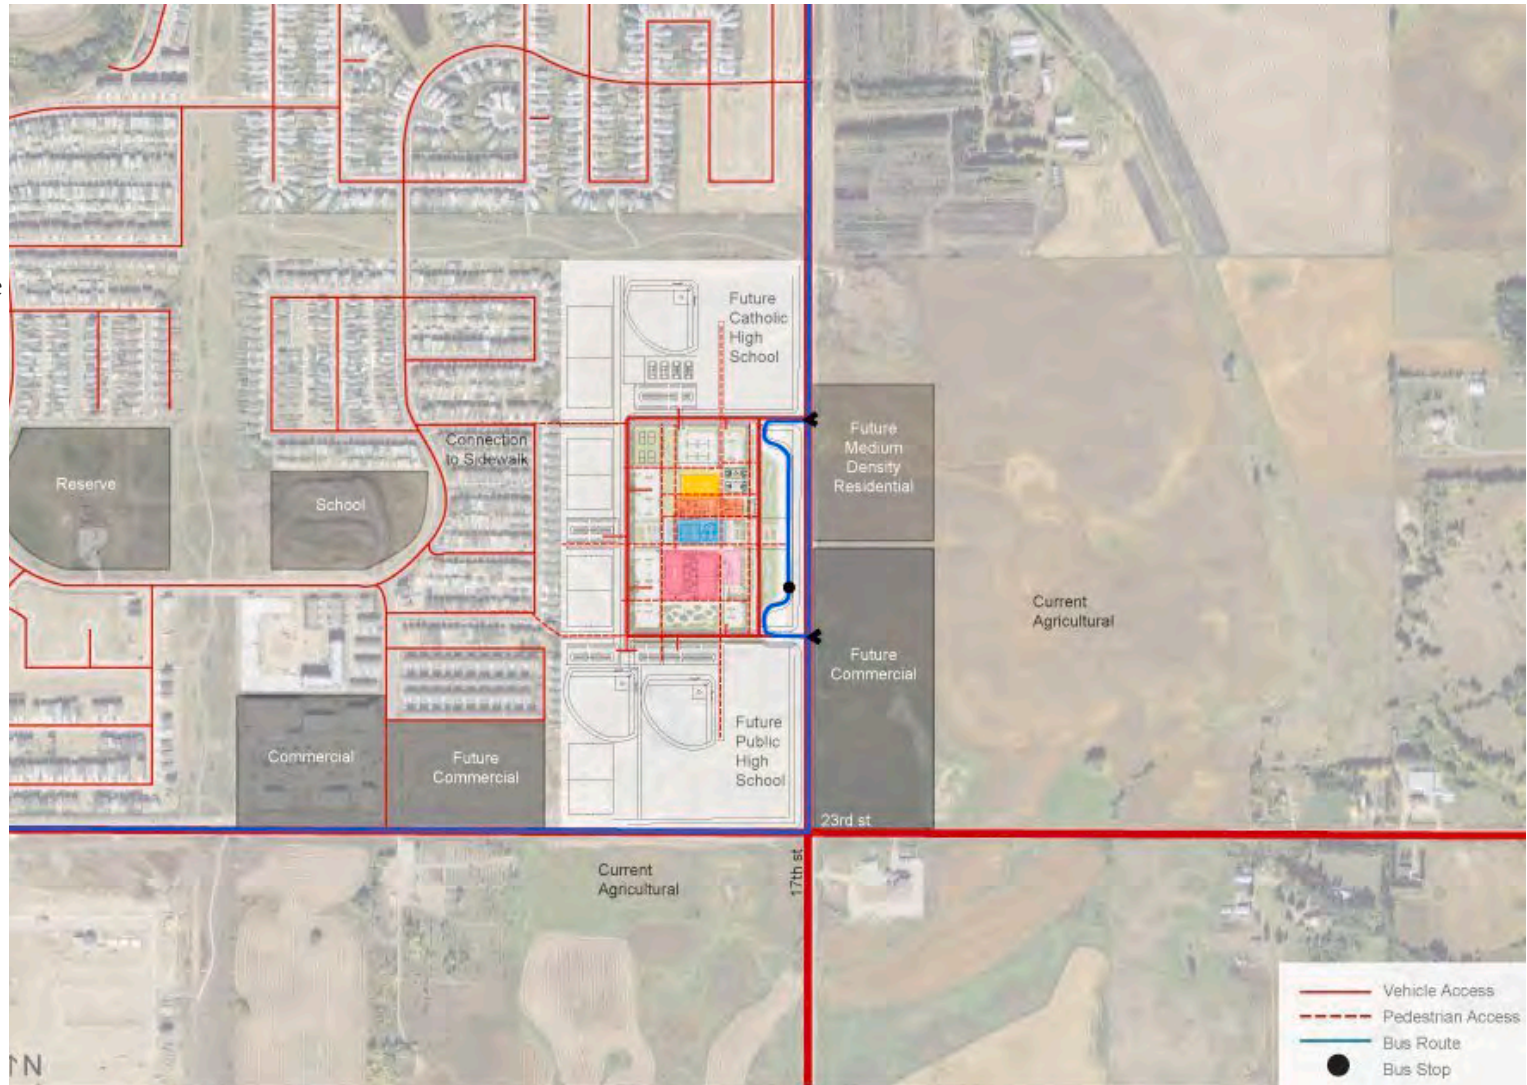 Future
Catholic
High
School
Connection
to Sidewalk
Reserve
School
Future
Medium
Density
Residential
Current
Agricultural
Future
Commercial
Future
Public
High
School
Commercial
Future
Commercial
23rd st
17th st
Current
Agricultural
Vehicle Access
Pedestrian Access
Bus Route
Bus Stop
↑N